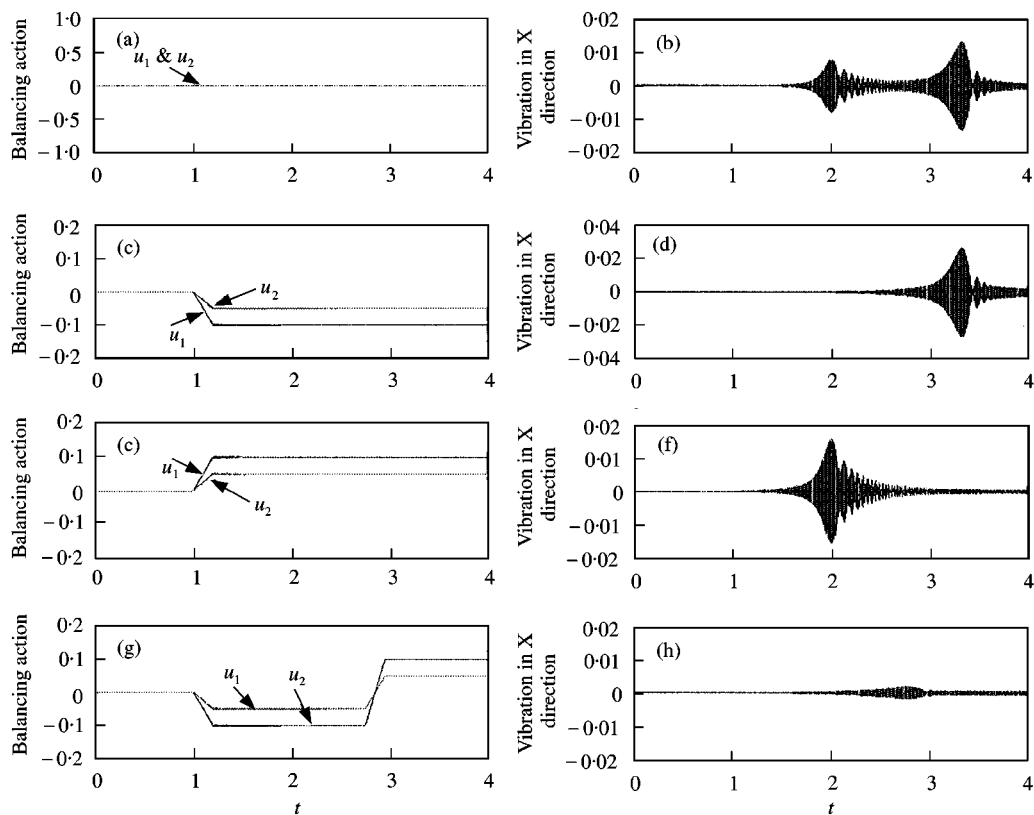 Balancing action
1·0
0·5
0
−0·5
−1·0
(a)
u1 & u2
0 1 2 3 4
Vibration in X
direction
0·02
0·01
0
−0·01
−0·02
(b)
0 1 2 3 4
Balancing action
0·2
0·1
0
−0·1
−0·2
(c)
u2
u1
0 1 2 3 4
Vibration in X
direction
0·04
0·02
0
−0·02
−0·04
(d)
0 1 2 3 4
Balancing action
0·2
0·1
0
−0·1
−0·2
(c)
u1
u2
0 1 2 3 4
Vibration in X
direction
0·02
0·01
0
−0·01
−0·02
(f)
0 1 2 3 4
Balancing action
0·2
0·1
0
−0·1
−0·2
(g)
u1
u2
0 1 2 3 4
t
Vibration in X
direction
0·02
0·01
0
−0·01
−0·02
(h)
0 1 2 3 4
t